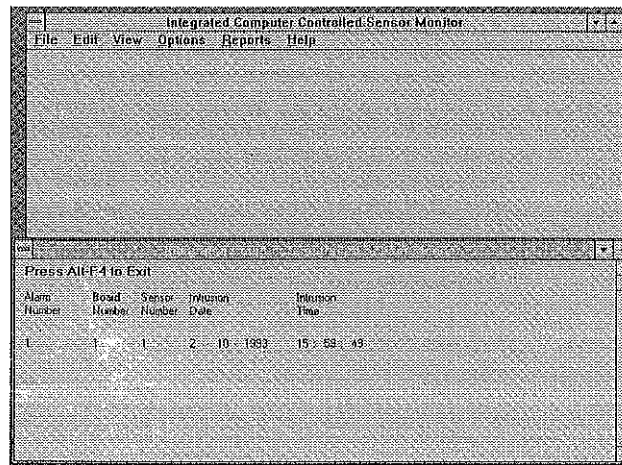 Integrated Computer Controlled Sensor Monitor
File Edit View Options Reports Help
Press Alt-F4 to Exit
Alarm Board Sensor Intrusion Intrusion
Number Number Number Date Time
1 1 1 2 - 10 - 1993 15 : 59 : 49